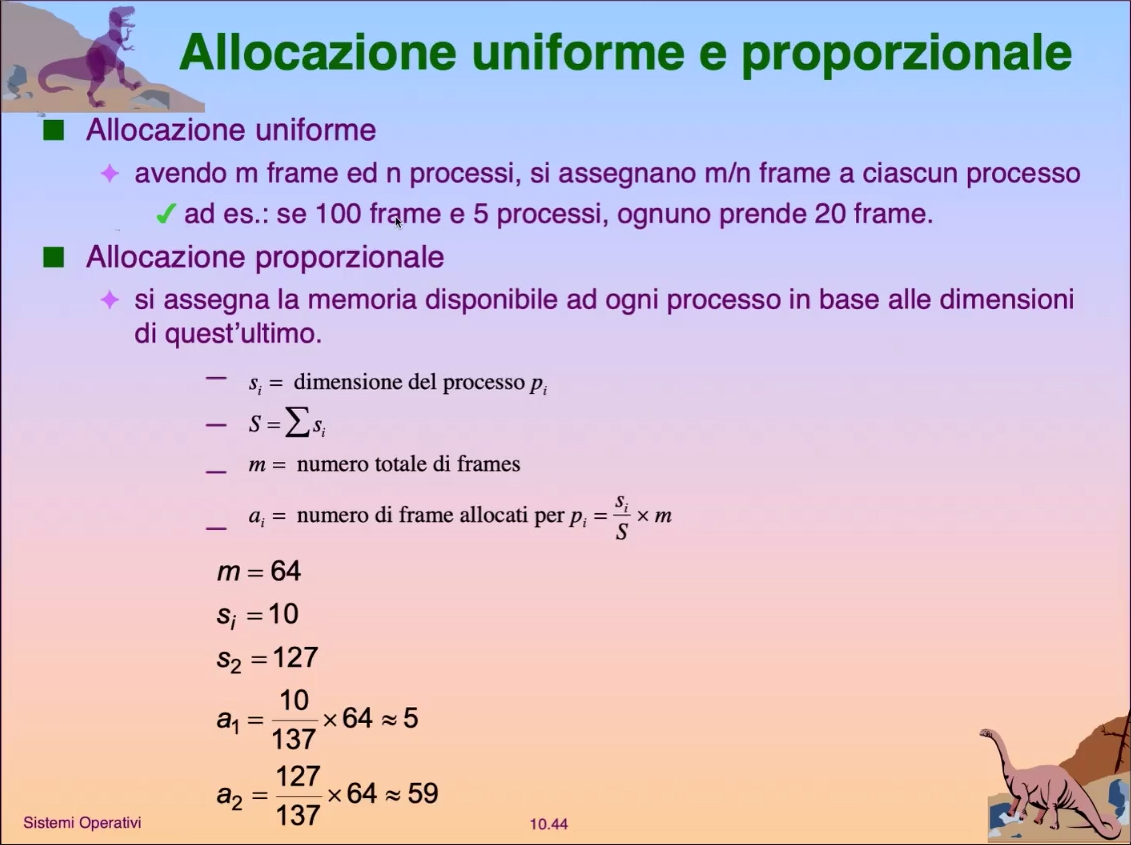 Allocazione uniforme e proporzionale
Allocazione uniforme
avendo m frame ed n processi, si assegnano m/n frame a ciascun processo
ad es.: se 100 frame e 5 processi, ognuno prende 20 frame.
Allocazione proporzionale
si assegna la memoria disponibile ad ogni processo in base alle dimensioni
di quest'ultimo.
– sᵢ = dimensione del processo pᵢ
– S = ∑ sᵢ
– m = numero totale di frames
– aᵢ = numero di frame allocati per pᵢ = sᵢ/S × m
m = 64
sᵢ = 10
s₂ = 127
a₁ = 10/137 × 64 ≈ 5
a₂ = 127/137 × 64 ≈ 59
Sistemi Operativi
10.44